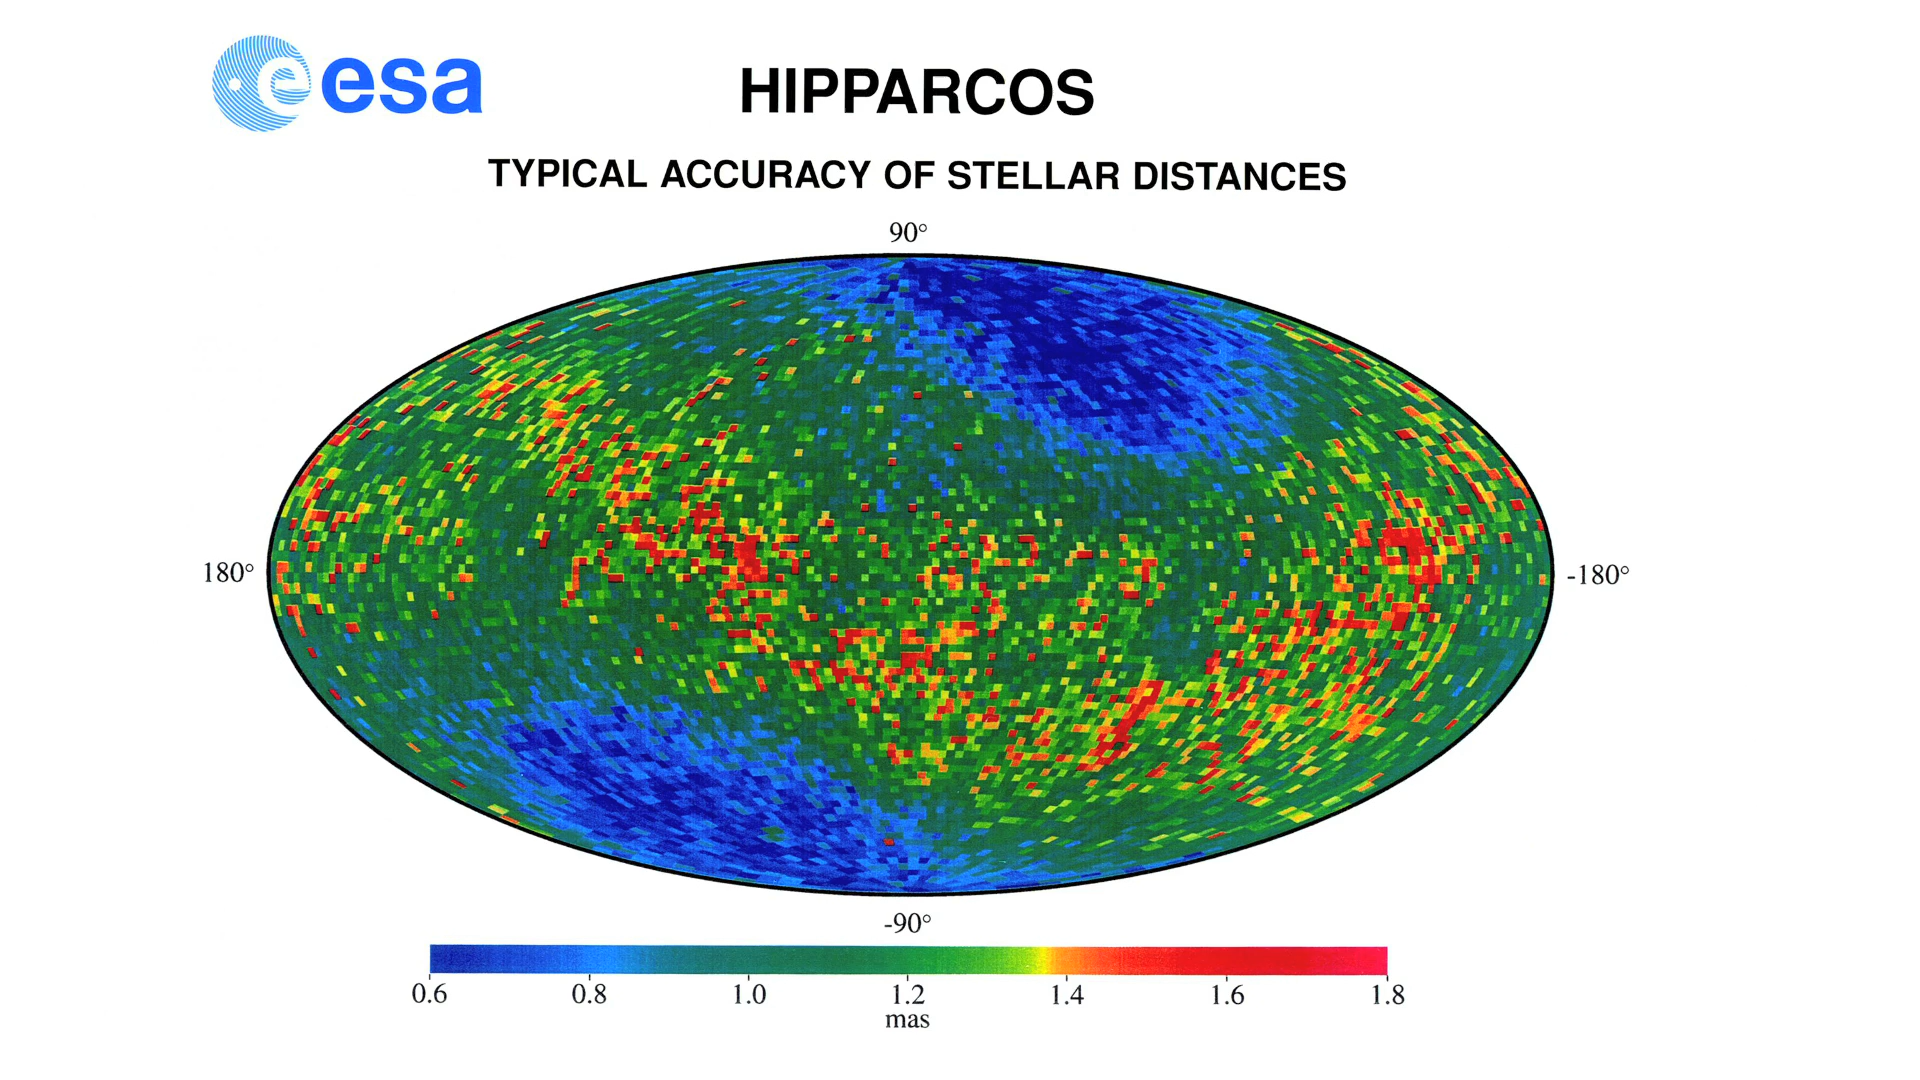 esa
HIPPARCOS
TYPICAL ACCURACY OF STELLAR DISTANCES
90°
180°
-180°
-90°
0.6 0.8 1.0 1.2 1.4 1.6 1.8
mas